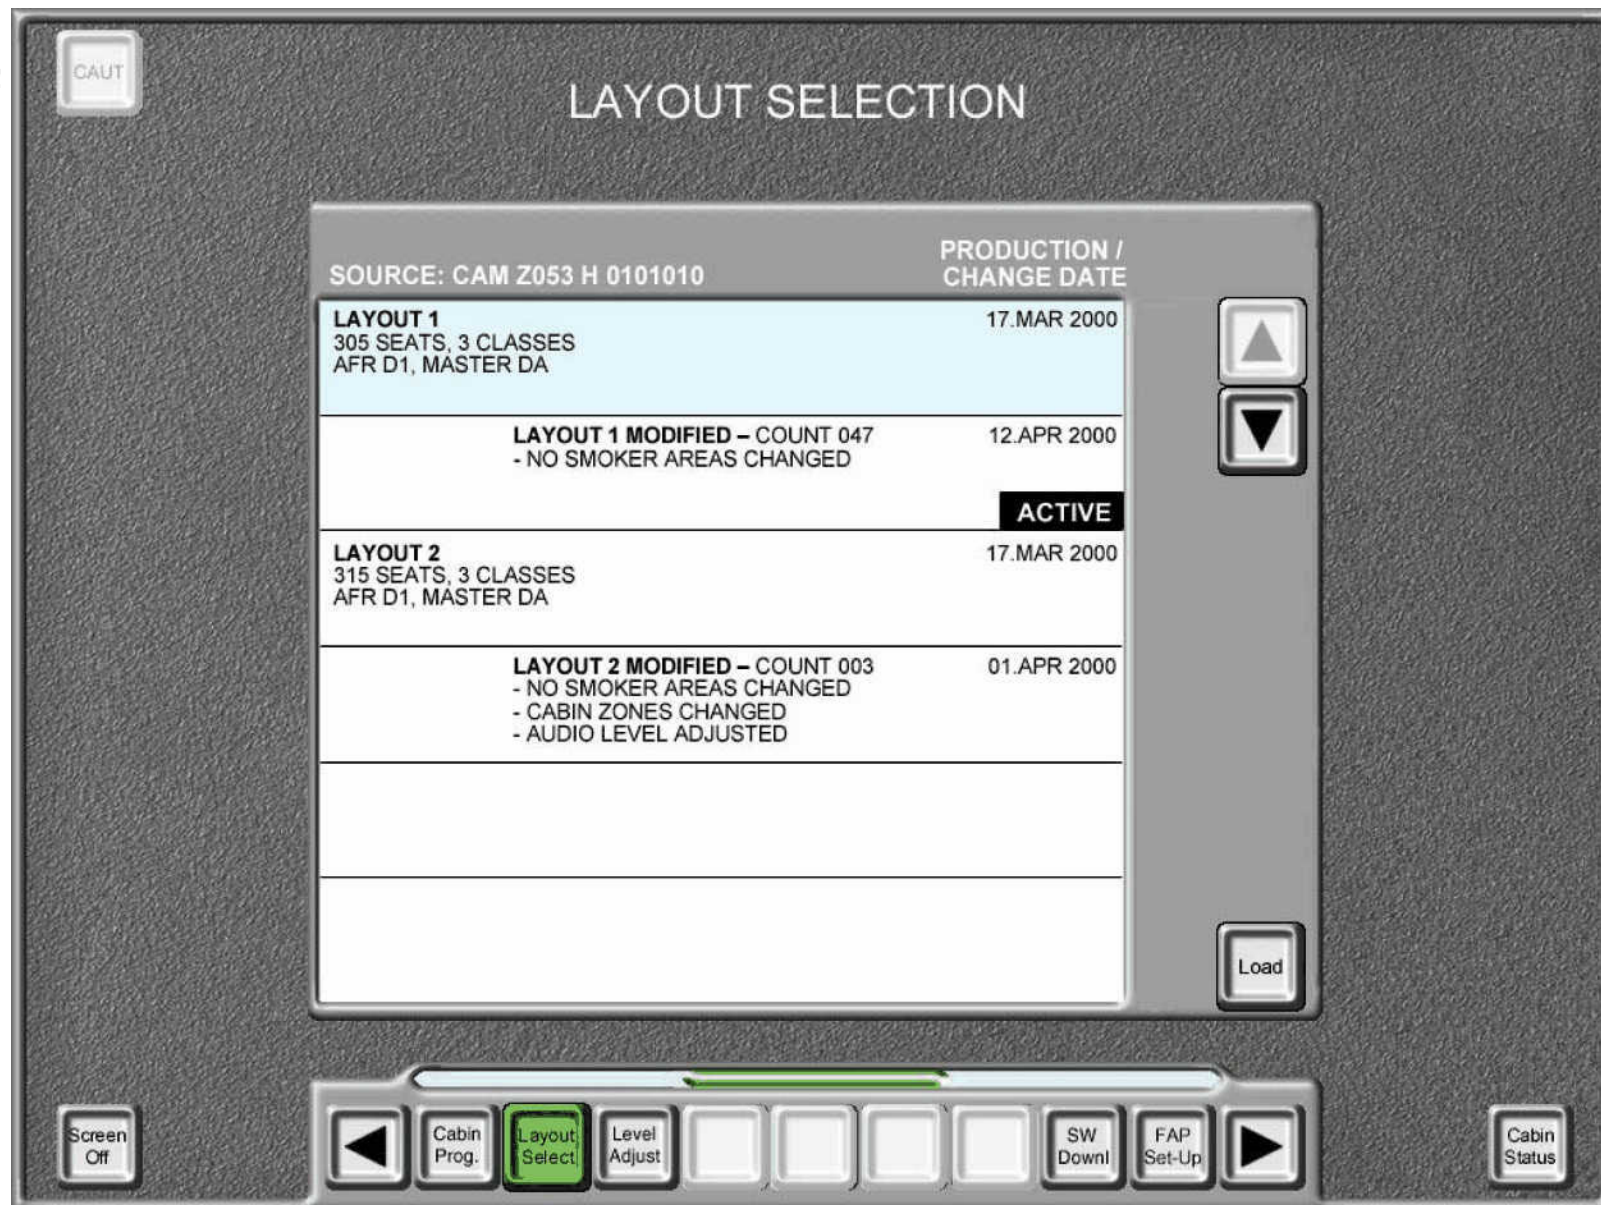 CAUT
LAYOUT SELECTION
PRODUCTION /
SOURCE: CAM Z053 H 0101010 CHANGE DATE
LAYOUT 1 17.MAR 2000
305 SEATS, 3 CLASSES
AFR D1, MASTER DA
LAYOUT 1 MODIFIED – COUNT 047 12.APR 2000
- NO SMOKER AREAS CHANGED
ACTIVE
LAYOUT 2 17.MAR 2000
315 SEATS, 3 CLASSES
AFR D1, MASTER DA
LAYOUT 2 MODIFIED – COUNT 003 01.APR 2000
- NO SMOKER AREAS CHANGED
- CABIN ZONES CHANGED
- AUDIO LEVEL ADJUSTED
Load
Screen
Off
Cabin
Prog.
Layout
Select
Level
Adjust
SW
Downl
FAP
Set-Up
Cabin
Status